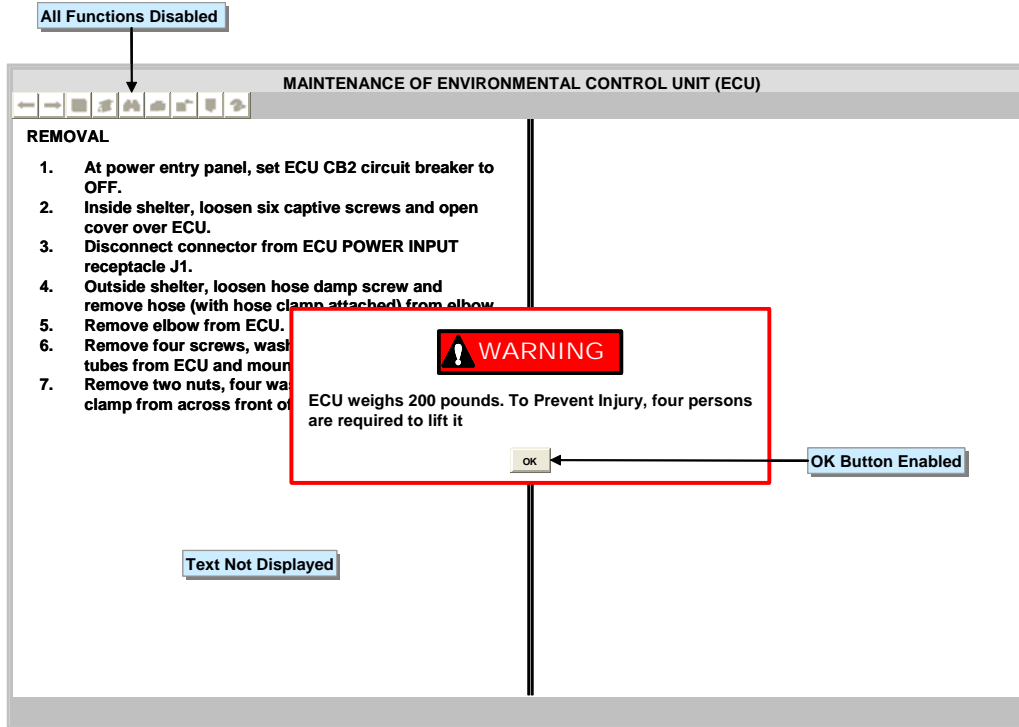 All Functions Disabled
MAINTENANCE OF ENVIRONMENTAL CONTROL UNIT (ECU)
REMOVAL
1. At power entry panel, set ECU CB2 circuit breaker to
OFF.
2. Inside shelter, loosen six captive screws and open
cover over ECU.
3. Disconnect connector from ECU POWER INPUT
receptacle J1.
4. Outside shelter, loosen hose damp screw and
remove hose (with hose clamp attached) from elbow
5. Remove elbow from ECU.
6. Remove four screws,
tubes from ECU and
7. Remove two nuts, four
clamp from across front
WARNING
ECU weighs 200 pounds. To Prevent Injury, four persons
are required to lift it
OK
OK Button Enabled
Text Not Displayed